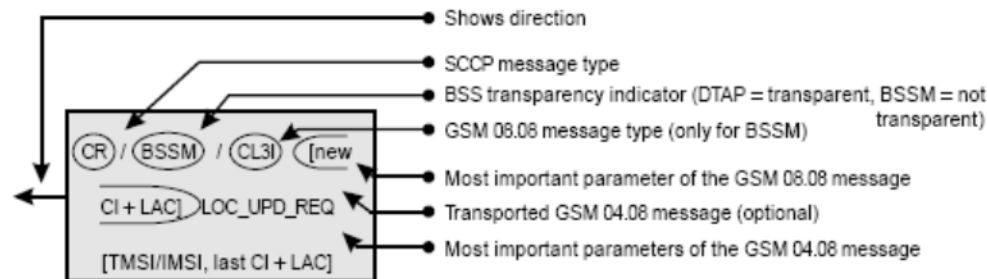 Shows direction
SCCP message type
BSS transparency indicator (DTAP = transparent, BSSM = not
transparent)
GSM 08.08 message type (only for BSSM)
Most important parameter of the GSM 08.08 message
Transported GSM 04.08 message (optional)
Most important parameters of the GSM 04.08 message
CR / BSSM / CL3I [new
CI + LAC] LOC_UPD_REQ
[TMSI/IMSI, last CI + LAC]